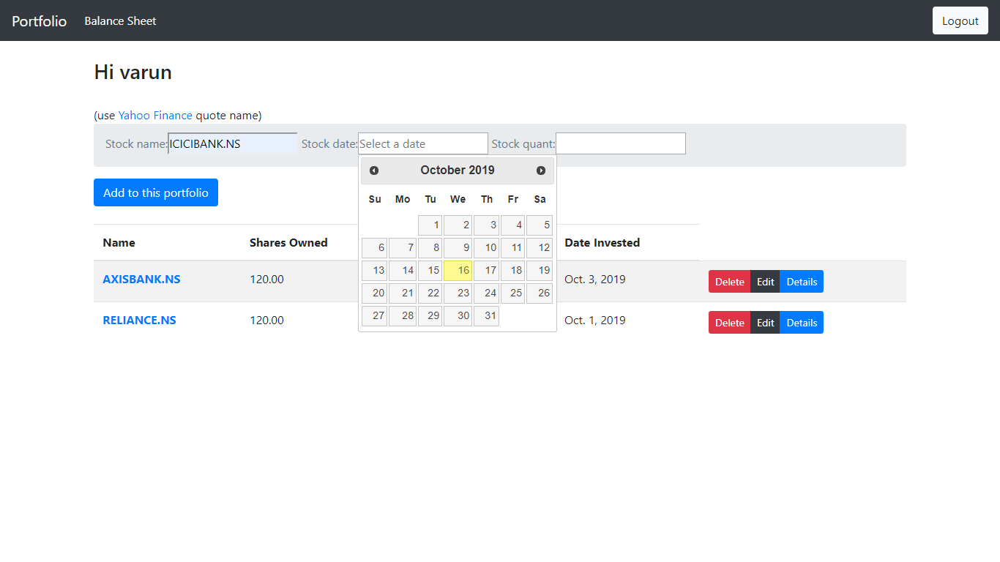 Portfolio Balance Sheet Logout
Hi varun
(use Yahoo Finance quote name)
Stock name: ICICIBANK.NS Stock date: Select a date Stock quant:
October 2019
Su Mo Tu We Th Fr Sa
1 2 3 4 5
6 7 8 9 10 11 12
13 14 15 16 17 18 19
20 21 22 23 24 25 26
27 28 29 30 31
Add to this portfolio
Name Shares Owned Date Invested
AXISBANK.NS 120.00 Oct. 3, 2019 Delete Edit Details
RELIANCE.NS 120.00 Oct. 1, 2019 Delete Edit Details